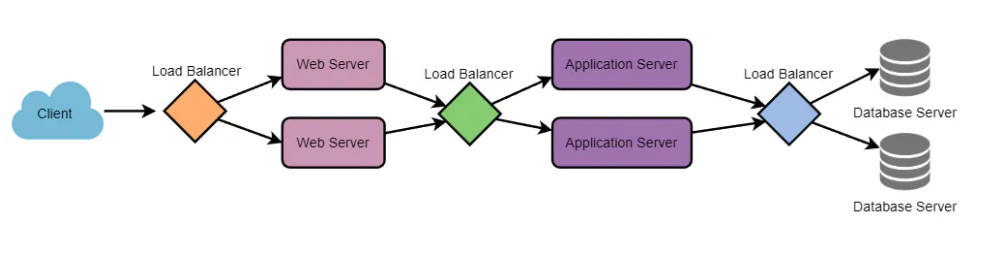 Client
Load Balancer
Web Server
Web Server
Load Balancer
Application Server
Application Server
Load Balancer
Database Server
Database Server